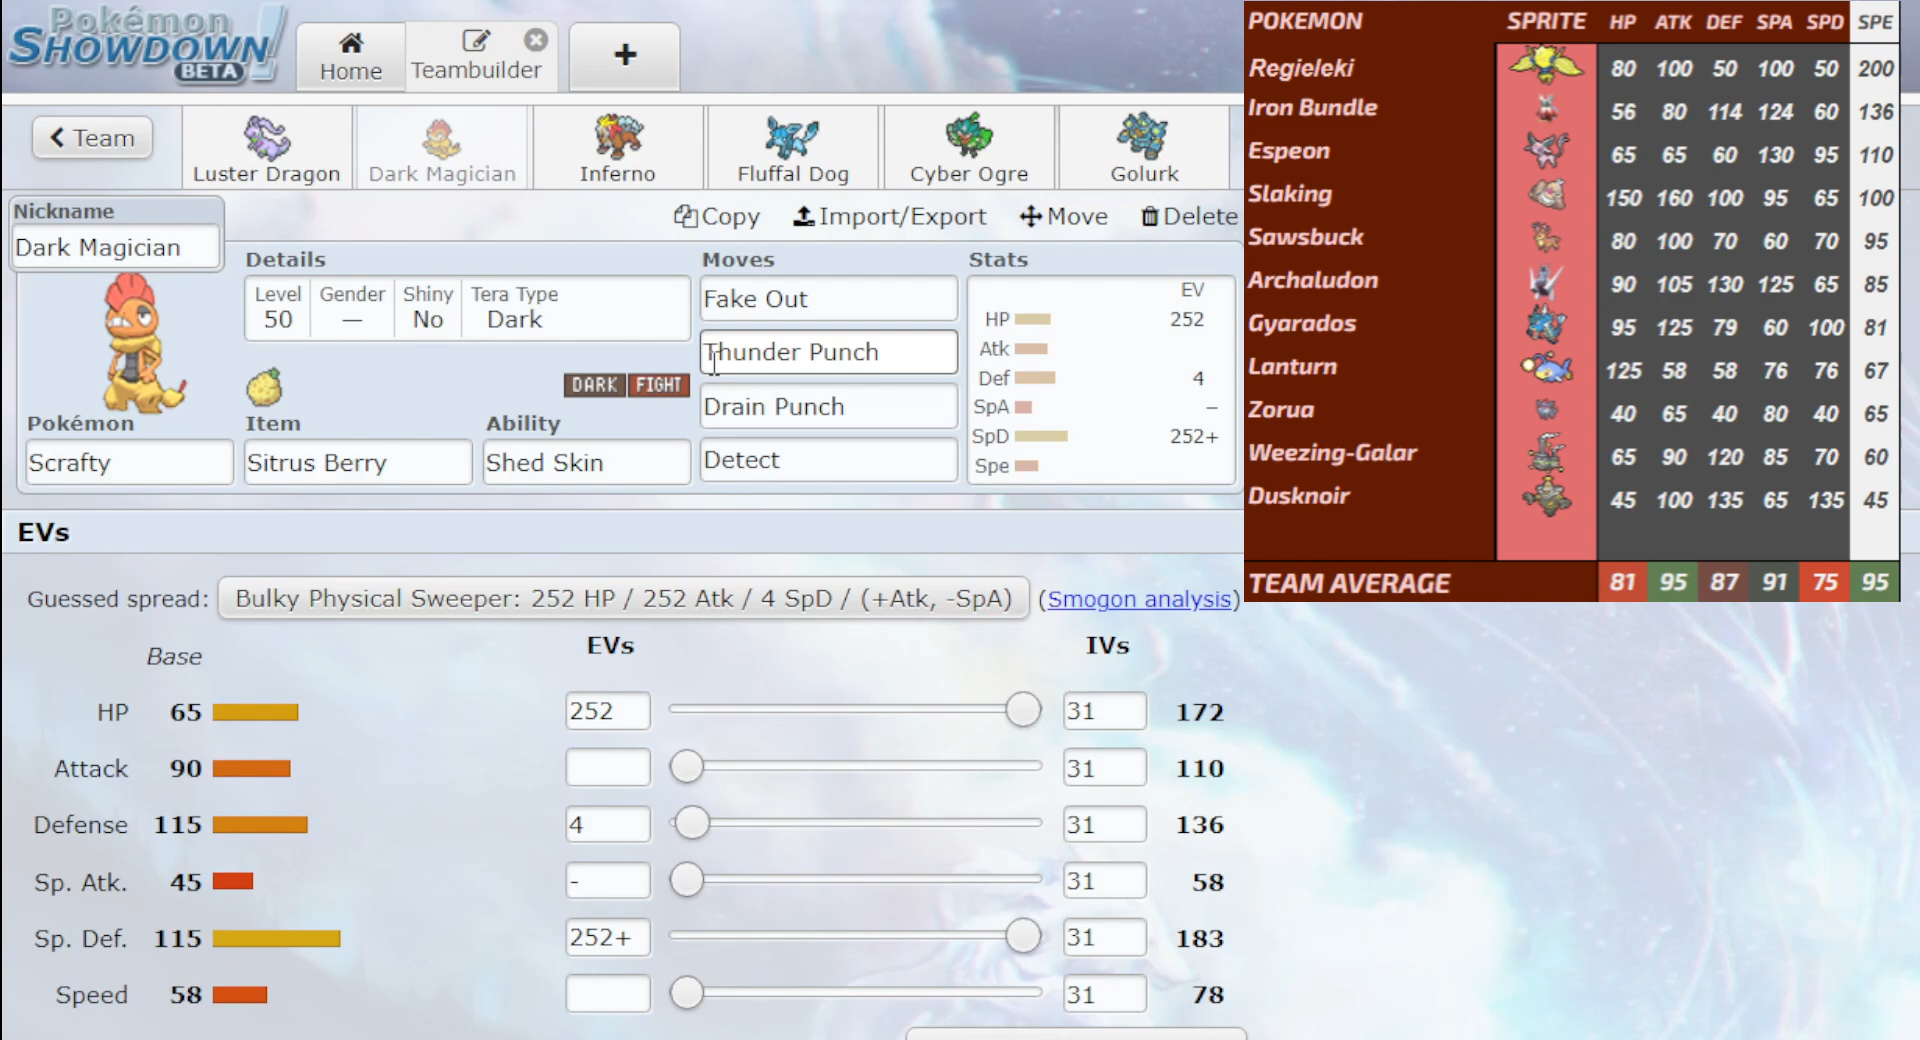 Pokémon
SHOWDOWN!
BETA
Home
Teambuilder
+
Team
Luster Dragon
Dark Magician
Inferno
Fluffal Dog
Cyber Ogre
Golurk
Nickname
Dark Magician
Copy
Import/Export
Move
Delete
Details
Level Gender Shiny Tera Type
50 — No Dark
DARK FIGHT
Pokémon
Scrafty
Item
Sitrus Berry
Ability
Shed Skin
Moves
Fake Out
Thunder Punch
Drain Punch
Detect
Stats
EV
HP 252
Atk
Def 4
SpA –
SpD 252+
Spe
EVs
Guessed spread: Bulky Physical Sweeper: 252 HP / 252 Atk / 4 SpD / (+Atk, -SpA) (Smogon analysis)
Base EVs IVs
HP 65 252 31 172
Attack 90 31 110
Defense 115 4 31 136
Sp. Atk. 45 - 31 58
Sp. Def. 115 252+ 31 183
Speed 58 31 78
POKEMON SPRITE HP ATK DEF SPA SPD SPE
Regieleki 80 100 50 100 50 200
Iron Bundle 56 80 114 124 60 136
Espeon 65 65 60 130 95 110
Slaking 150 160 100 95 65 100
Sawsbuck 80 100 70 60 70 95
Archaludon 90 105 130 125 65 85
Gyarados 95 125 79 60 100 81
Lanturn 125 58 58 76 76 67
Zorua 40 65 40 80 40 65
Weezing-Galar 65 90 120 85 70 60
Dusknoir 45 100 135 65 135 45
TEAM AVERAGE 81 95 87 91 75 95